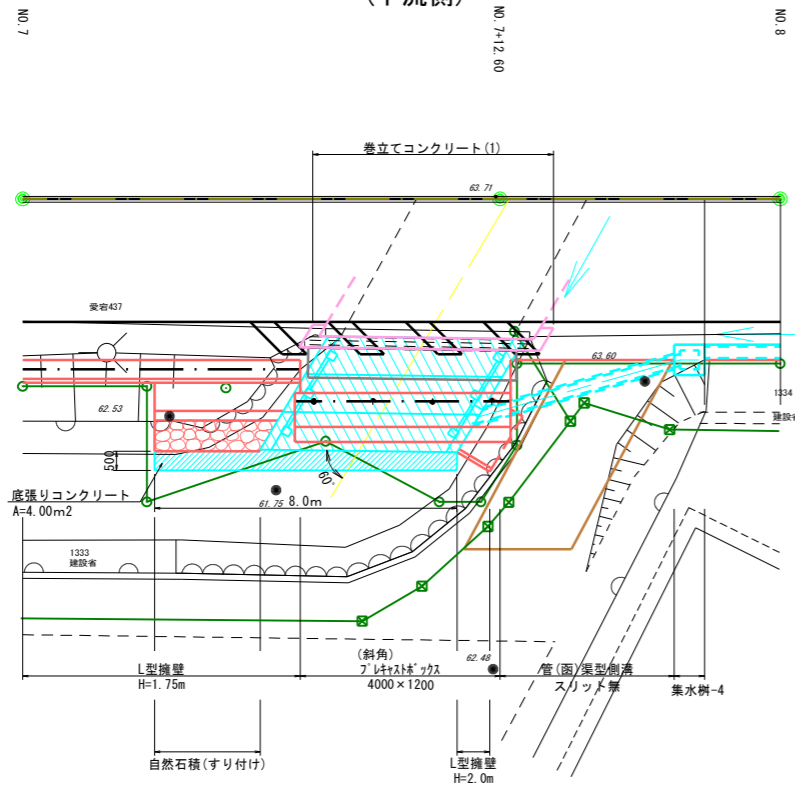 (下流側)
NO.7
NO.7+12.60
NO.8
巻立てコンクリート(1)
63.71
愛宕437
63.60
62.53
1334
建設省
500
60°
底張りコンクリート
A=4.00m2
61.75
8.0m
1333
建設省
62.48
L型擁壁
H=1.75m
(斜角)
プレキャストボックス
4000×1200
管(函)渠型側溝
スリット無
集水桝-4
自然石積(すり付け)
L型擁壁
H=2.0m